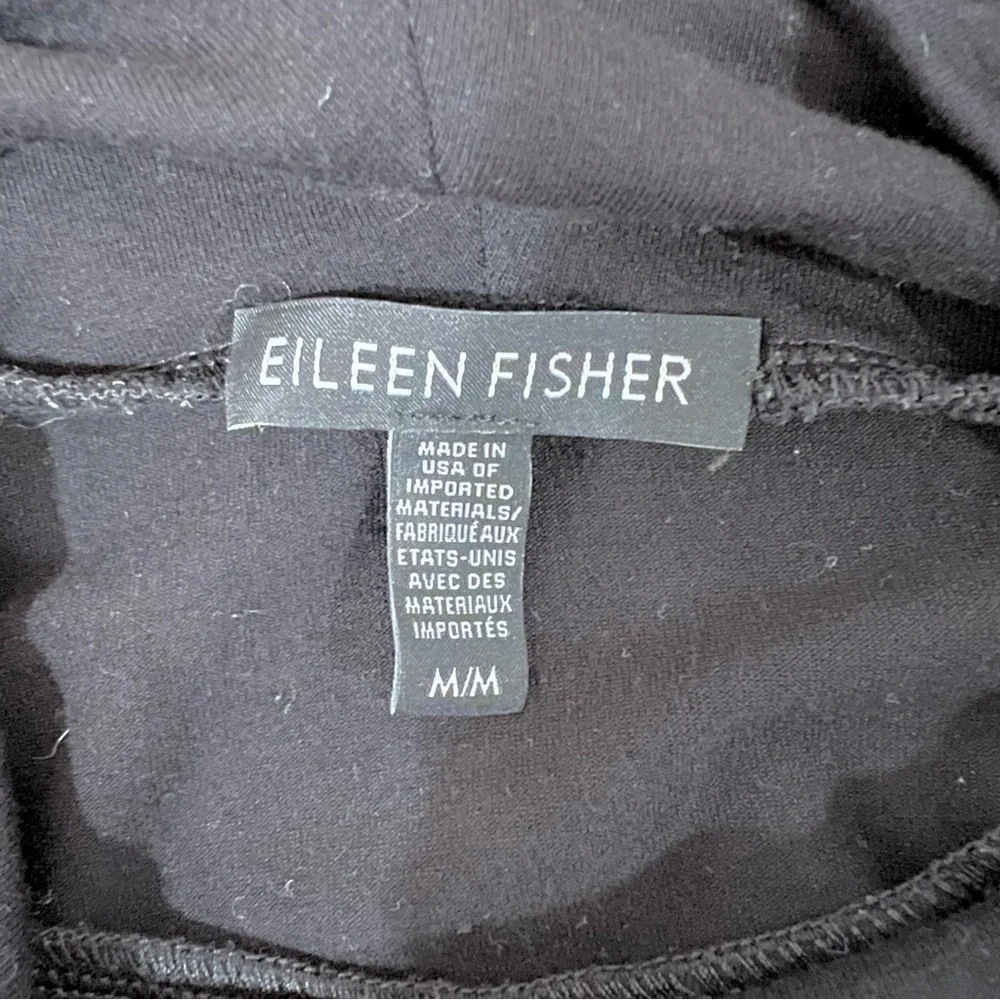 EILEEN FISHER
MADE IN
USA OF
IMPORTED
MATERIALS/
FABRIQUÉ AUX
ETATS-UNIS
AVEC DES
MATERIAUX
IMPORTÉS
M/M